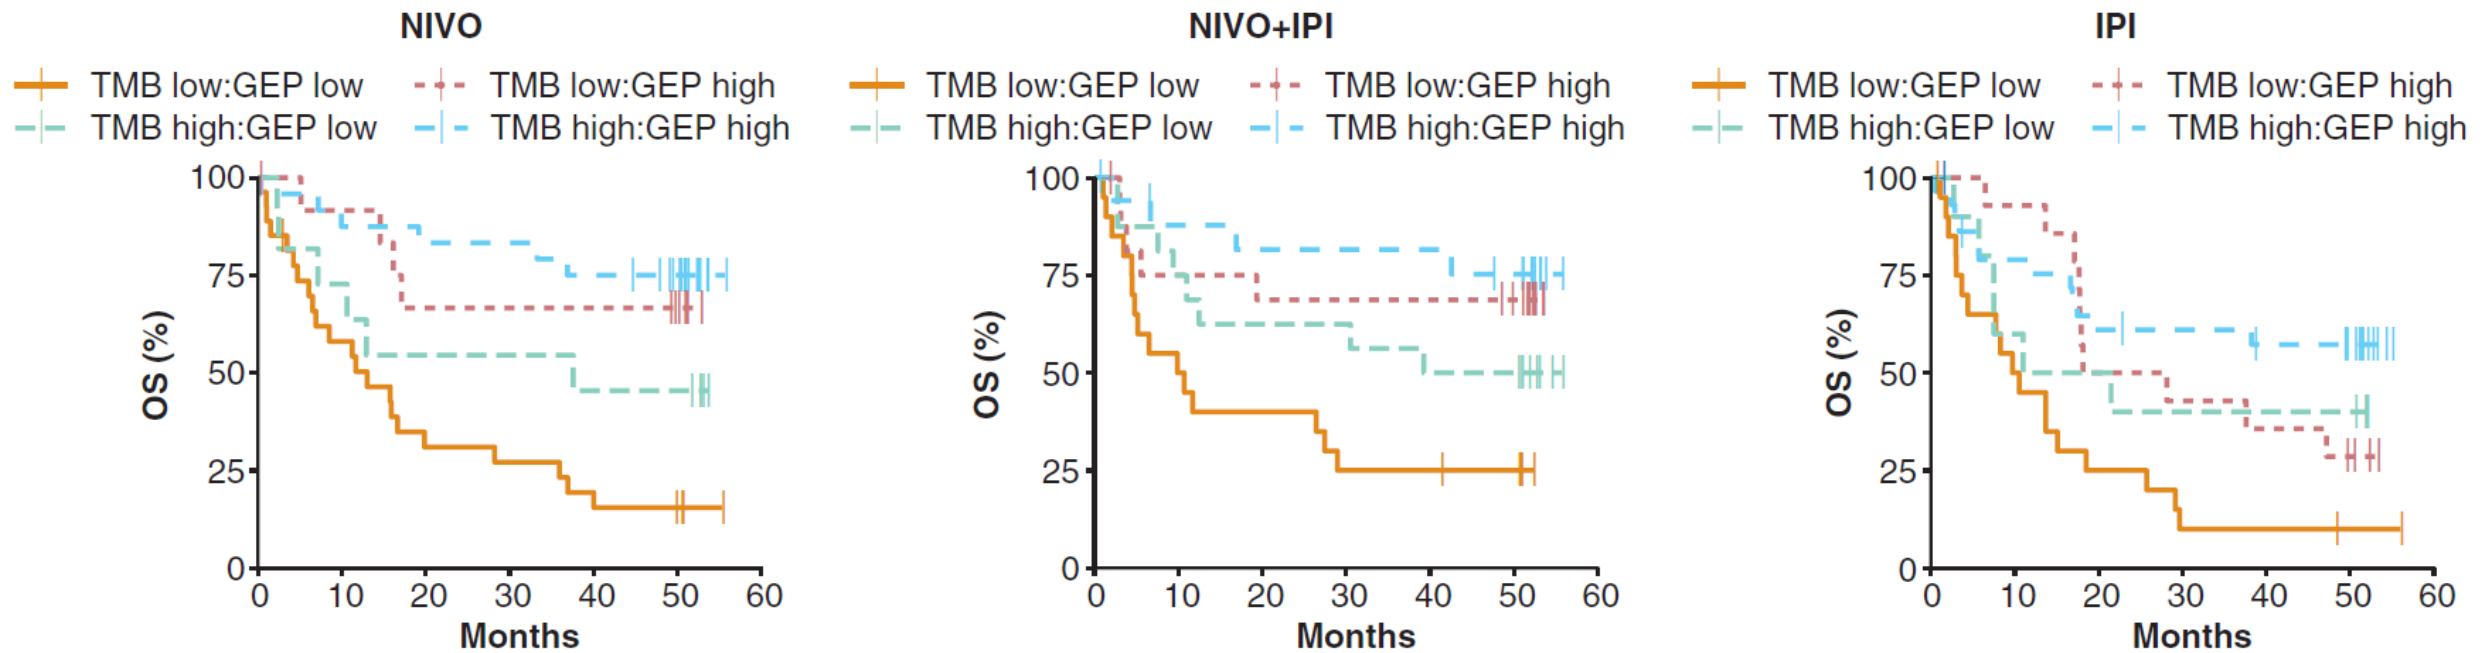 NIVO
TMB low:GEP low TMB low:GEP high
TMB high:GEP low TMB high:GEP high
100
75
50
25
0
OS (%)
0 10 20 30 40 50 60
Months
NIVO+IPI
TMB low:GEP low TMB low:GEP high
TMB high:GEP low TMB high:GEP high
100
75
50
25
0
OS (%)
0 10 20 30 40 50 60
Months
IPI
TMB low:GEP low TMB low:GEP high
TMB high:GEP low TMB high:GEP high
100
75
50
25
0
OS (%)
0 10 20 30 40 50 60
Months